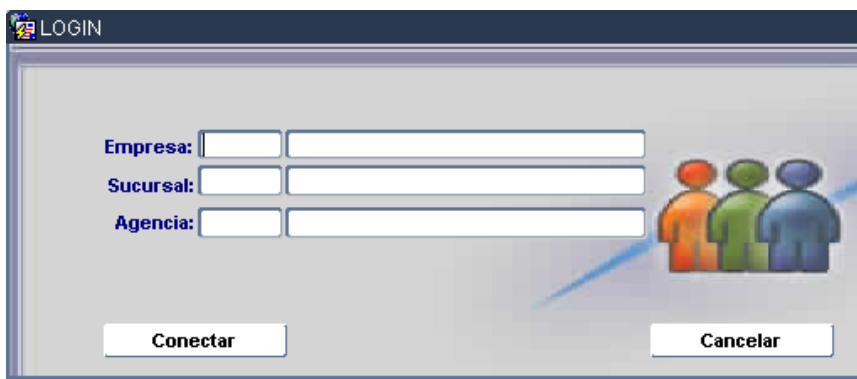 LOGIN
Empresa:
Sucursal:
Agencia:
Conectar
Cancelar